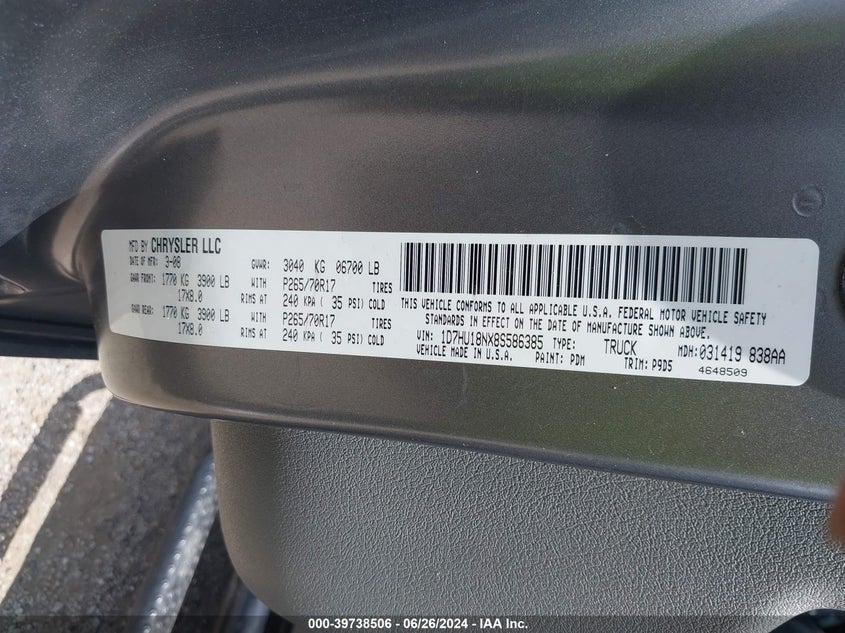 MFD BY CHRYSLER LLC
DATE OF MFR: 3-08 GVWR: 3040 KG 06700 LB
GAWR FRONT: 1770 KG 3900 LB WITH P265/70R17 TIRES
17X8.0 RIMS AT 240 KPA ( 35 PSI) COLD
GAWR REAR: 1770 KG 3900 LB WITH P265/70R17 TIRES
17X8.0 RIMS AT 240 KPA ( 35 PSI) COLD
THIS VEHICLE CONFORMS TO ALL APPLICABLE U.S.A. FEDERAL MOTOR VEHICLE SAFETY
STANDARDS IN EFFECT ON THE DATE OF MANUFACTURE SHOWN ABOVE.
VIN: 1D7HU18NX8S586385 TYPE: TRUCK MDH: 031419 838AA
VEHICLE MADE IN U.S.A. PAINT: PDM TRIM: P9D5
4648509
000-39738506 - 06/26/2024 - IAA Inc.